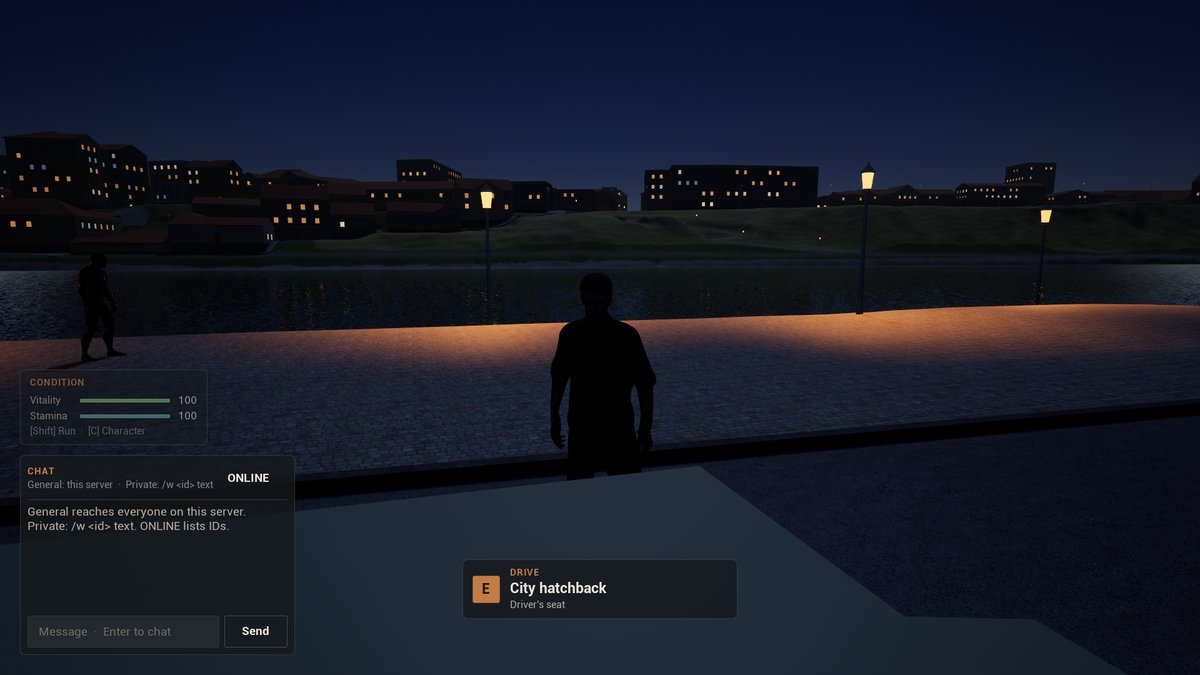 CONDITION
Vitality 100
Stamina 100
[Shift] Run · [C] Character
CHAT
General: this server · Private: /w <id> text
ONLINE
General reaches everyone on this server.
Private: /w <id> text. ONLINE lists IDs.
Message · Enter to chat
Send
E
DRIVE
City hatchback
Driver's seat